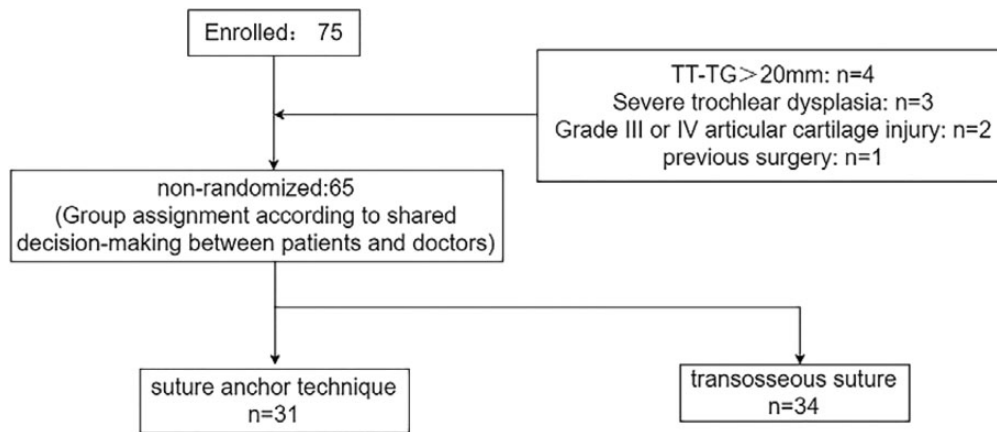 Enrolled： 75
TT-TG＞20mm: n=4
Severe trochlear dysplasia: n=3
Grade III or IV articular cartilage injury: n=2
previous surgery: n=1
non-randomized:65
(Group assignment according to shared
decision-making between patients and doctors)
suture anchor technique
n=31
transosseous suture
n=34